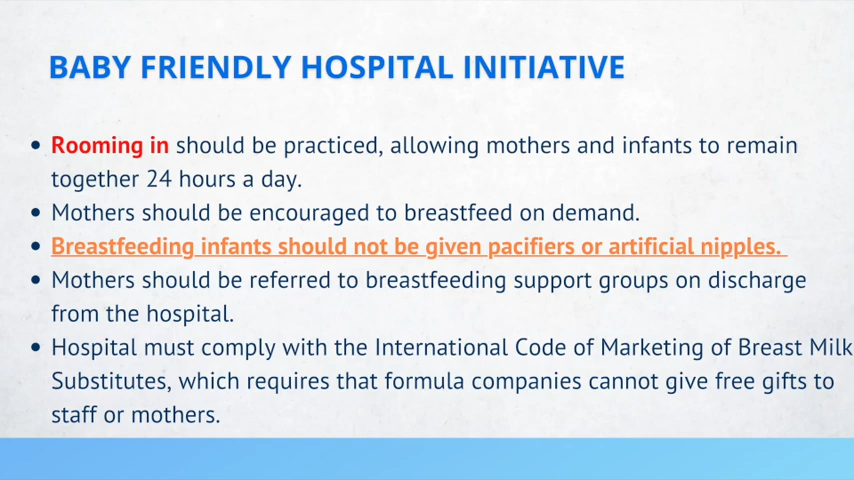 BABY FRIENDLY HOSPITAL INITIATIVE
• Rooming in should be practiced, allowing mothers and infants to remain
together 24 hours a day.
• Mothers should be encouraged to breastfeed on demand.
• Breastfeeding infants should not be given pacifiers or artificial nipples.
• Mothers should be referred to breastfeeding support groups on discharge
from the hospital.
• Hospital must comply with the International Code of Marketing of Breast Milk
Substitutes, which requires that formula companies cannot give free gifts to
staff or mothers.